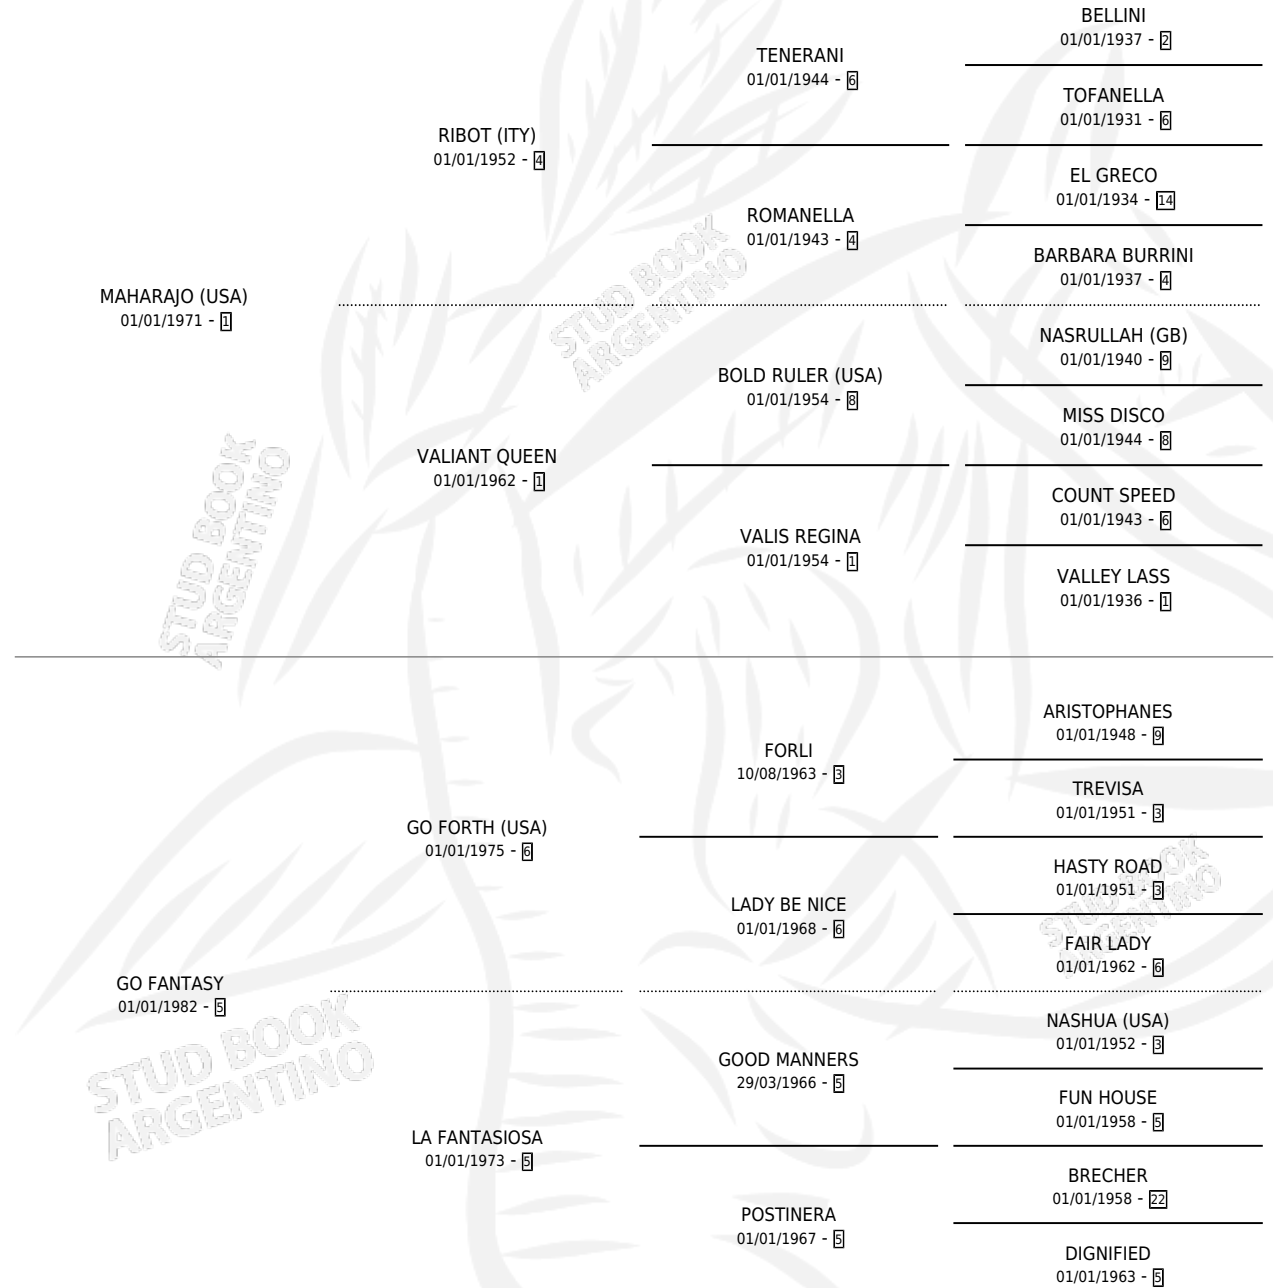 BELLINI
01/01/1937 - 2
TENERANI
01/01/1944 - 6
TOFANELLA
01/01/1931 - 6
RIBOT (ITY)
01/01/1952 - 4
EL GRECO
01/01/1934 - 14
ROMANELLA
01/01/1943 - 4
BARBARA BURRINI
01/01/1937 - 4
MAHARAJO (USA)
01/01/1971 - 1
NASRULLAH (GB)
01/01/1940 - 9
BOLD RULER (USA)
01/01/1954 - 8
MISS DISCO
01/01/1944 - 8
VALIANT QUEEN
01/01/1962 - 1
COUNT SPEED
01/01/1943 - 6
VALIS REGINA
01/01/1954 - 1
VALLEY LASS
01/01/1936 - 1
ARISTOPHANES
01/01/1948 - 9
FORLI
10/08/1963 - 3
TREVISA
01/01/1951 - 3
GO FORTH (USA)
01/01/1975 - 6
HASTY ROAD
01/01/1951 - 3
LADY BE NICE
01/01/1968 - 6
FAIR LADY
01/01/1962 - 6
GO FANTASY
01/01/1982 - 5
NASHUA (USA)
01/01/1952 - 3
GOOD MANNERS
29/03/1966 - 5
FUN HOUSE
01/01/1958 - 5
LA FANTASIOSA
01/01/1973 - 5
BRECHER
01/01/1958 - 22
POSTINERA
01/01/1967 - 5
DIGNIFIED
01/01/1963 - 5
STUD BOOK
ARGENTINO
STUD BOOK
ARGENTINO
STUD BOOK
ARGENTINO
STUD BOOK
ARGENTINO